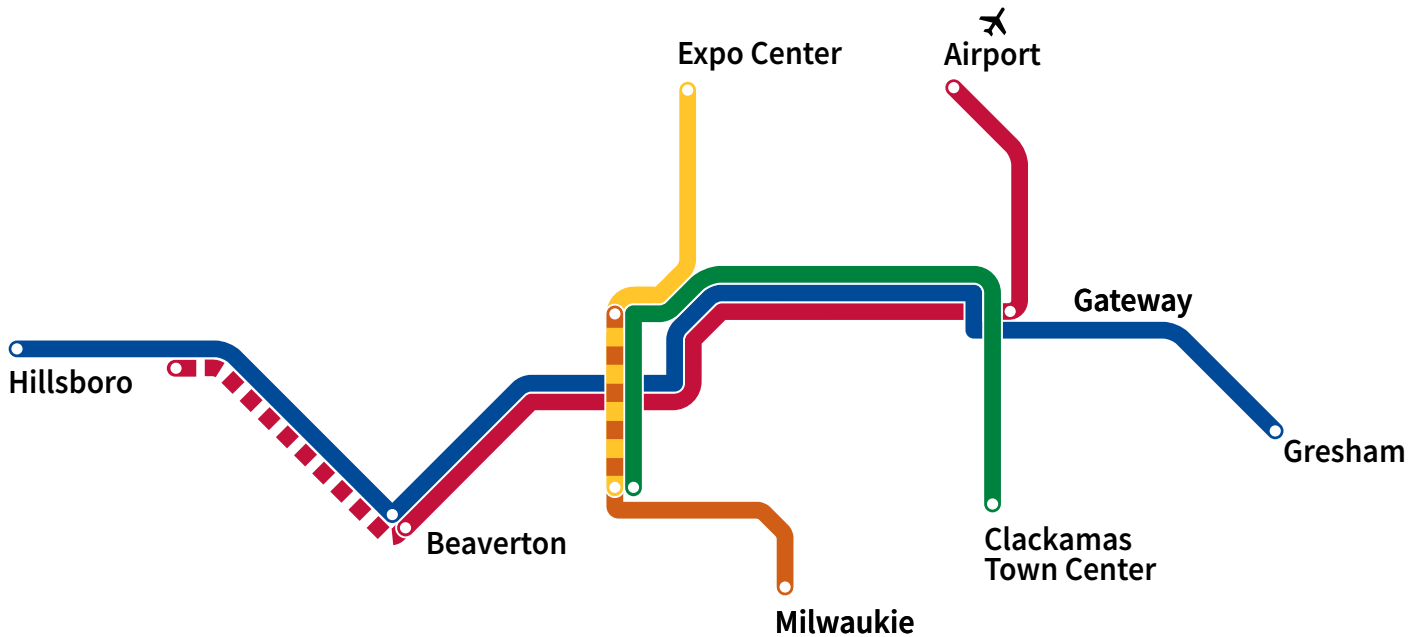 Expo Center
Airport
Gateway
Hillsboro
Gresham
Beaverton
Clackamas
Town Center
Milwaukie